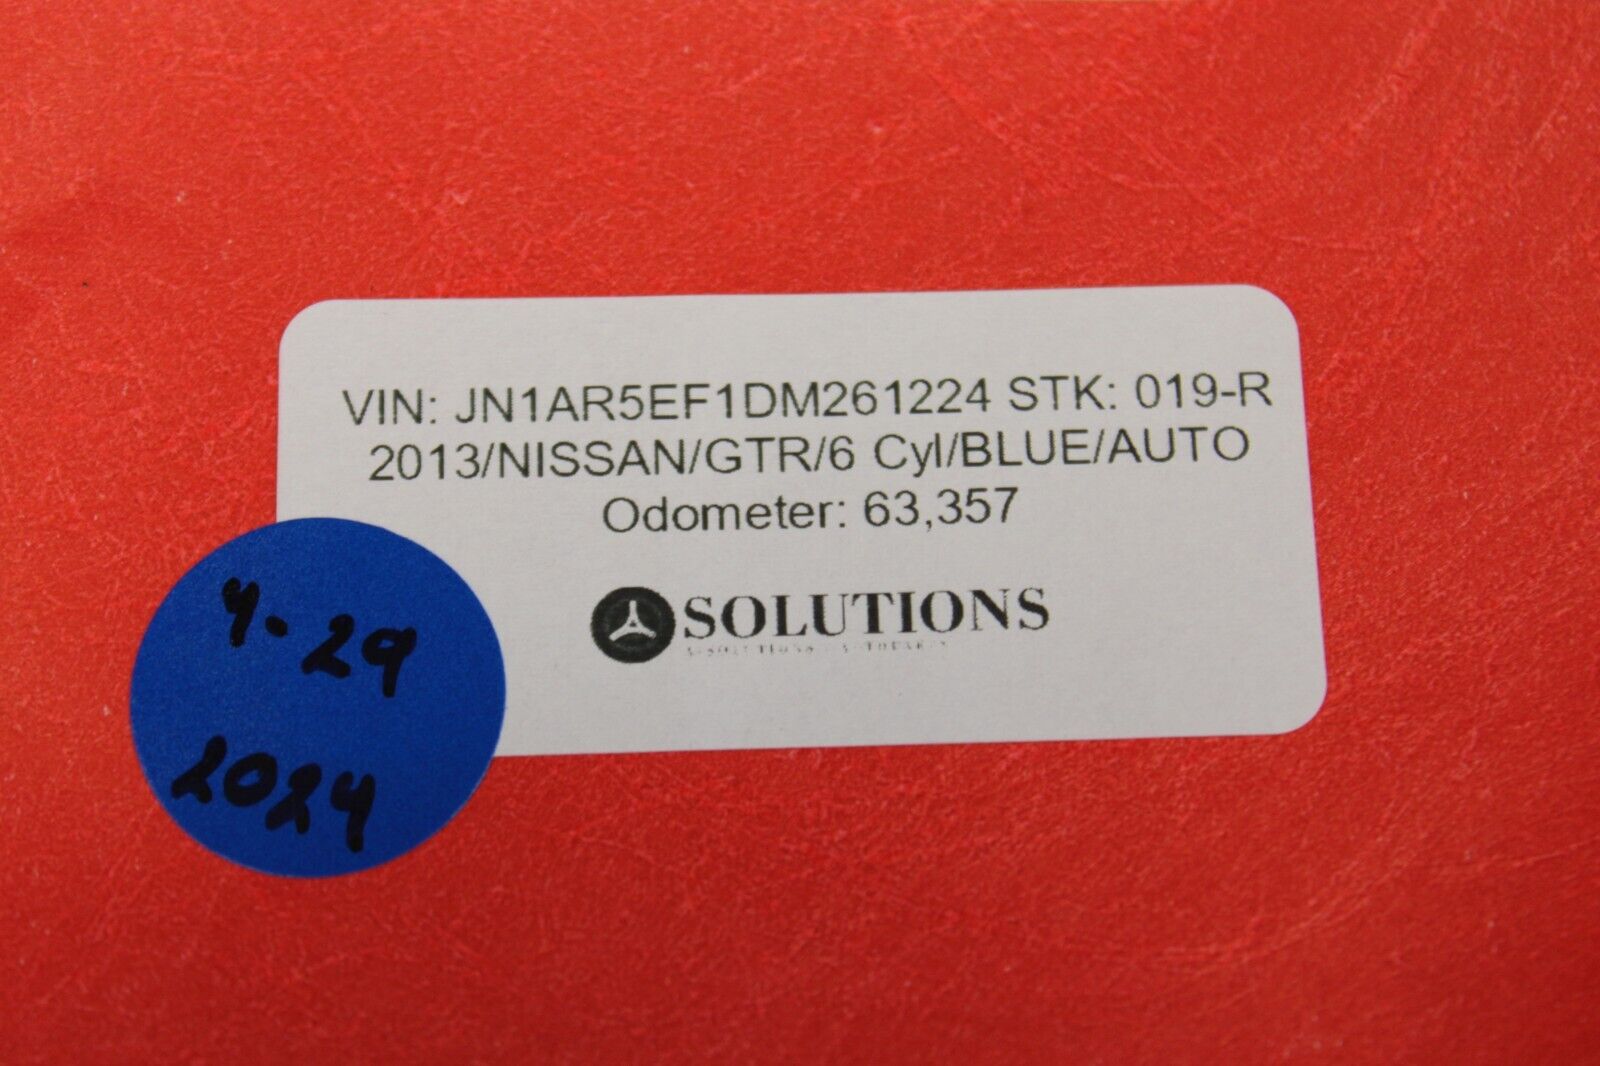 VIN: JN1AR5EF1DM261224 STK: 019-R
2013/NISSAN/GTR/6 Cyl/BLUE/AUTO
Odometer: 63,357
SOLUTIONS
4-29
2024